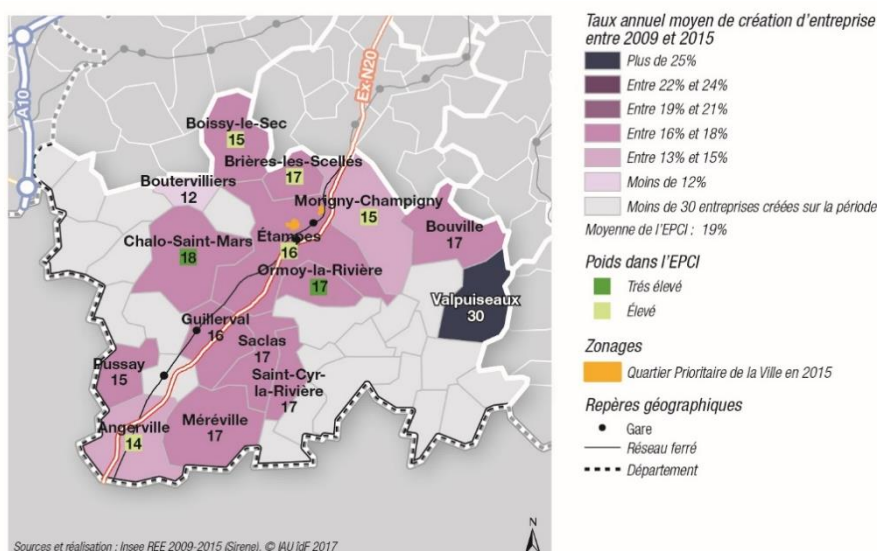 A10
Ex-N20
Boissy-le-Sec
15
Brières-les-Scellés
17
Boutervilliers
12
Morigny-Champigny
15
Bouville
17
Chalo-Saint-Mars
18
Étampes
16
Ormoy-la-Rivière
17
Valpuiseaux
30
Guillerval
16
Saclas
17
Pussay
15
Saint-Cyr-
la-Rivière
17
Angerville
14
Méréville
17
N
Sources et réalisation : Insee REE 2009-2015 (Sirene), © IAU îdF 2017
Taux annuel moyen de création d'entreprise
entre 2009 et 2015
Plus de 25%
Entre 22% et 24%
Entre 19% et 21%
Entre 16% et 18%
Entre 13% et 15%
Moins de 12%
Moins de 30 entreprises créées sur la période
Moyenne de l'EPCI : 19%
Poids dans l'EPCI
Trés élevé
Élevé
Zonages
Quartier Prioritaire de la Ville en 2015
Repères géographiques
Gare
Réseau ferré
Département